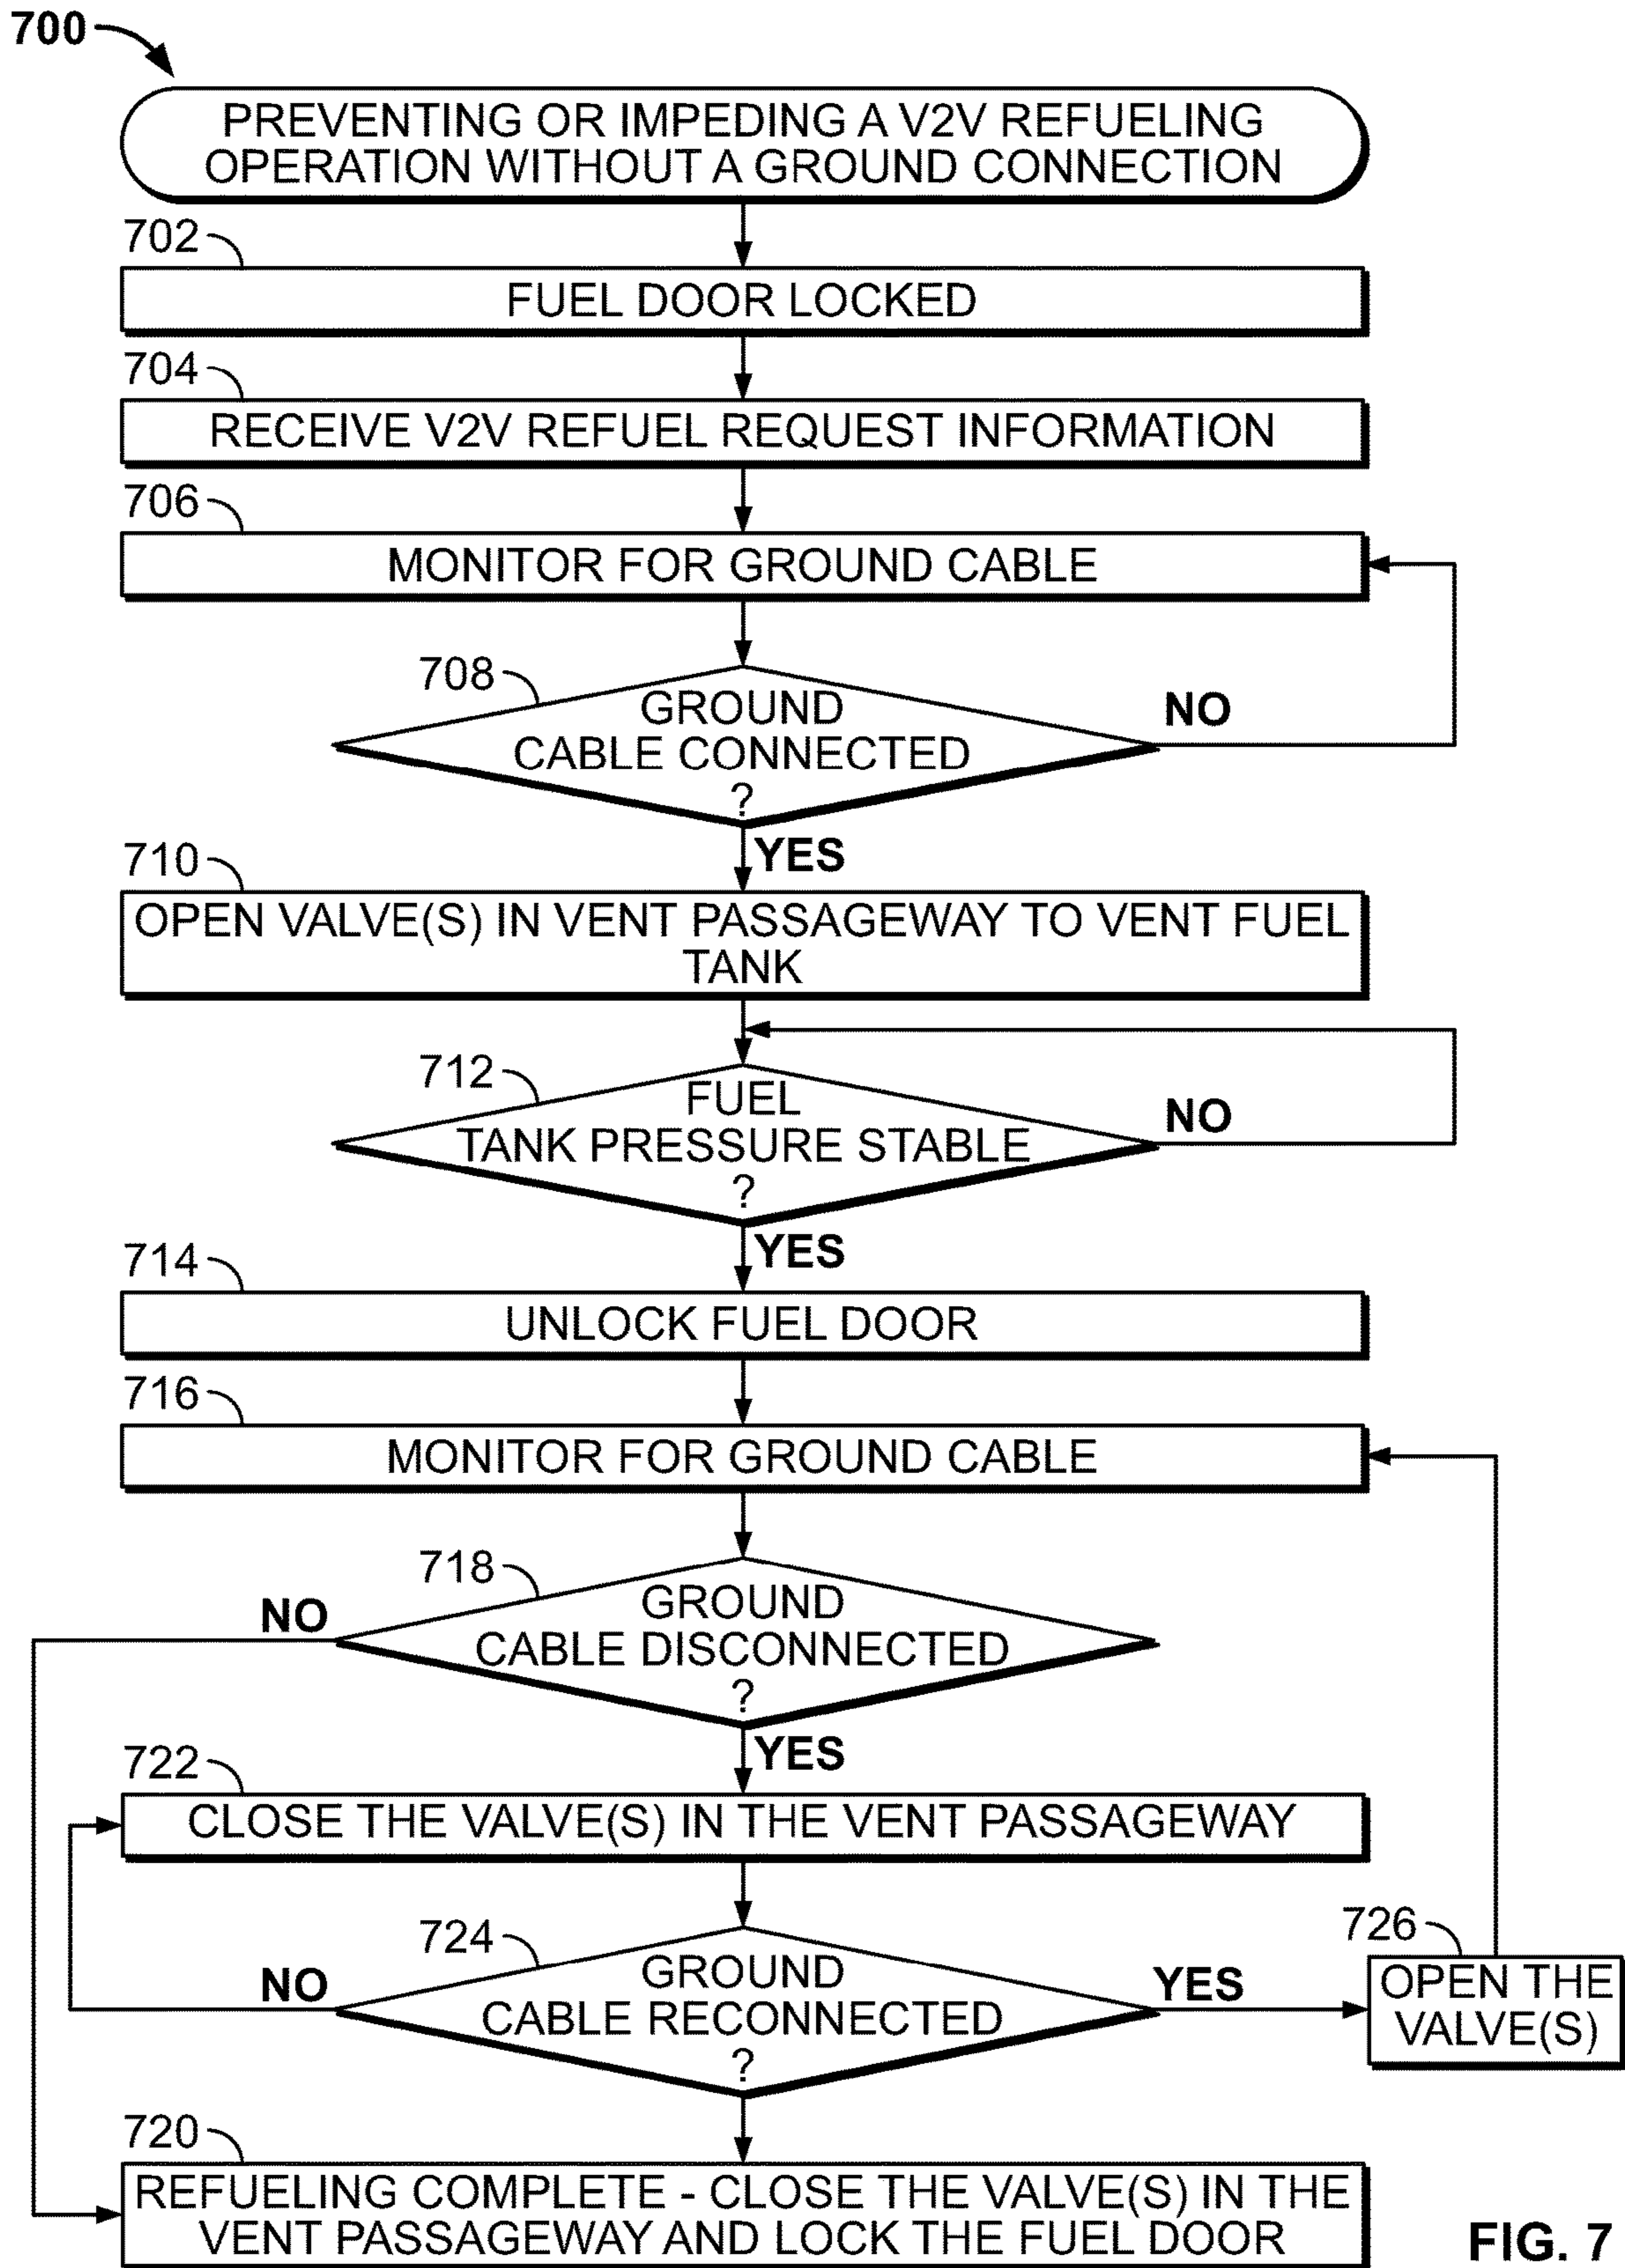 700
PREVENTING OR IMPEDING A V2V REFUELING
OPERATION WITHOUT A GROUND CONNECTION
702
FUEL DOOR LOCKED
704
RECEIVE V2V REFUEL REQUEST INFORMATION
706
MONITOR FOR GROUND CABLE
708
GROUND
CABLE CONNECTED
?
NO
YES
710
OPEN VALVE(S) IN VENT PASSAGEWAY TO VENT FUEL
TANK
712
FUEL
TANK PRESSURE STABLE
?
NO
YES
714
UNLOCK FUEL DOOR
716
MONITOR FOR GROUND CABLE
718
GROUND
CABLE DISCONNECTED
?
NO
YES
722
CLOSE THE VALVE(S) IN THE VENT PASSAGEWAY
724
GROUND
CABLE RECONNECTED
?
NO
YES
726
OPEN THE
VALVE(S)
720
REFUELING COMPLETE - CLOSE THE VALVE(S) IN THE
VENT PASSAGEWAY AND LOCK THE FUEL DOOR
FIG. 7